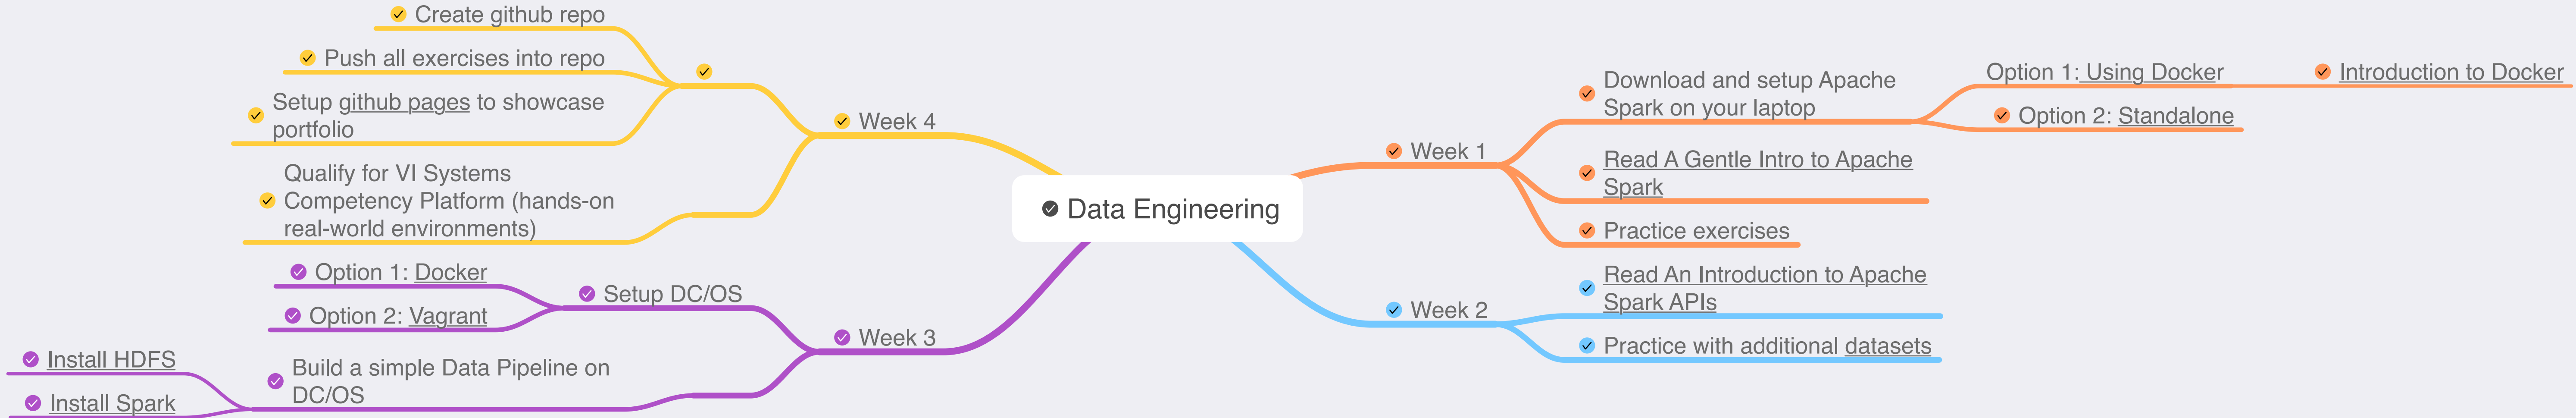 Data Engineering
Week 1
Download and setup Apache
Spark on your laptop
Option 1: Using Docker
Introduction to Docker
Option 2: Standalone
Read A Gentle Intro to Apache
Spark
Practice exercises
Week 2
Read An Introduction to Apache
Spark APIs
Practice with additional datasets
Week 3
Setup DC/OS
Option 1: Docker
Option 2: Vagrant
Build a simple Data Pipeline on
DC/OS
Install HDFS
Install Spark
Week 4
Create github repo
Push all exercises into repo
Setup github pages to showcase
portfolio
Qualify for VI Systems
Competency Platform (hands-on
real-world environments)